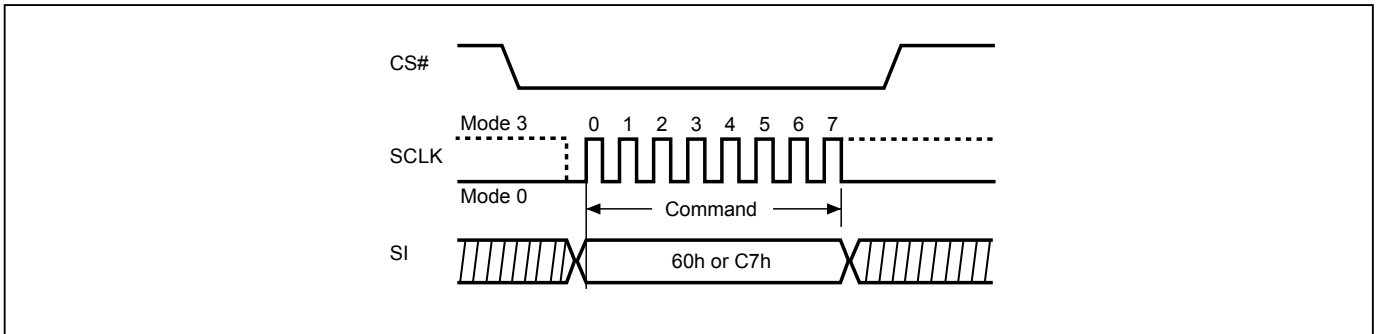 CS#
Mode 3
0 1 2 3 4 5 6 7
SCLK
Mode 0
Command
SI
60h or C7h